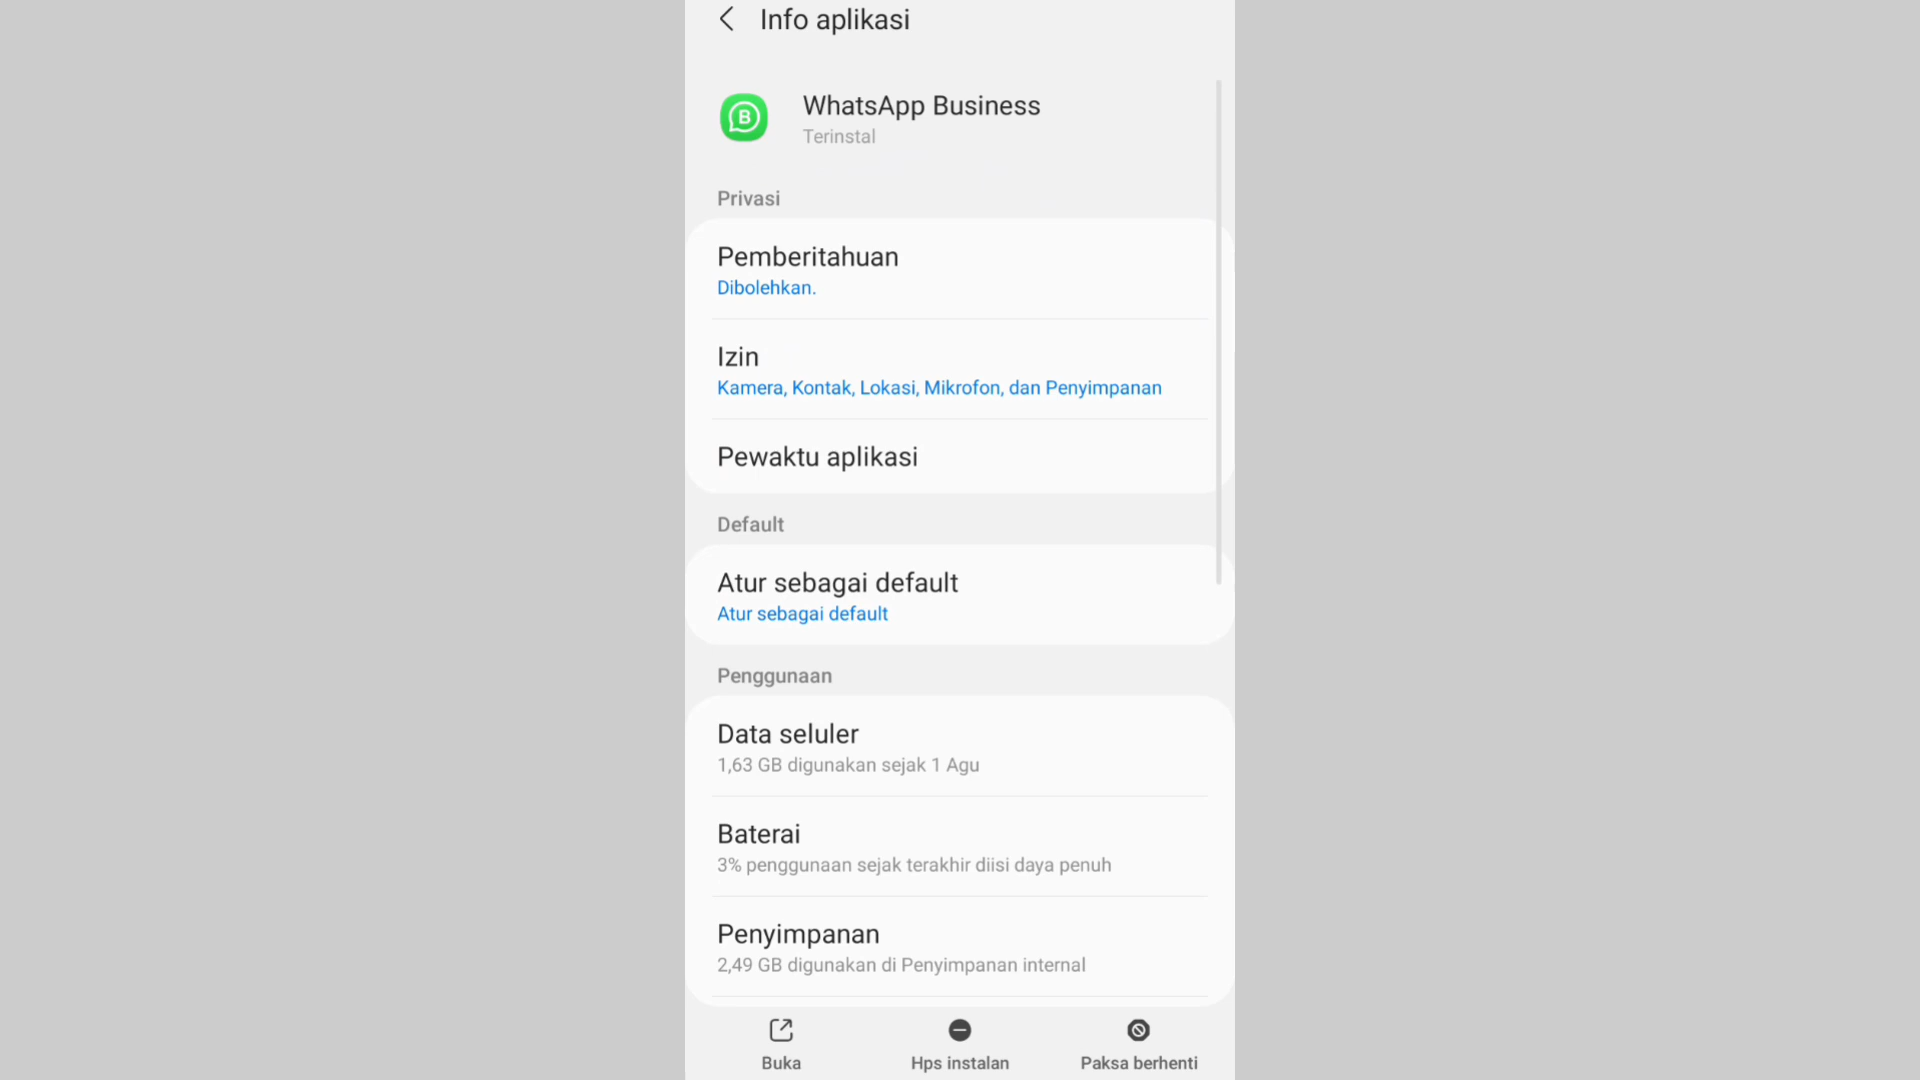 Info aplikasi
B
WhatsApp Business
Terinstal
Privasi
Pemberitahuan
Dibolehkan.
Izin
Kamera, Kontak, Lokasi, Mikrofon, dan Penyimpanan
Pewaktu aplikasi
Default
Atur sebagai default
Atur sebagai default
Penggunaan
Data seluler
1,63 GB digunakan sejak 1 Agu
Baterai
3% penggunaan sejak terakhir diisi daya penuh
Penyimpanan
2,49 GB digunakan di Penyimpanan internal
Buka
Hps instalan
Paksa berhenti